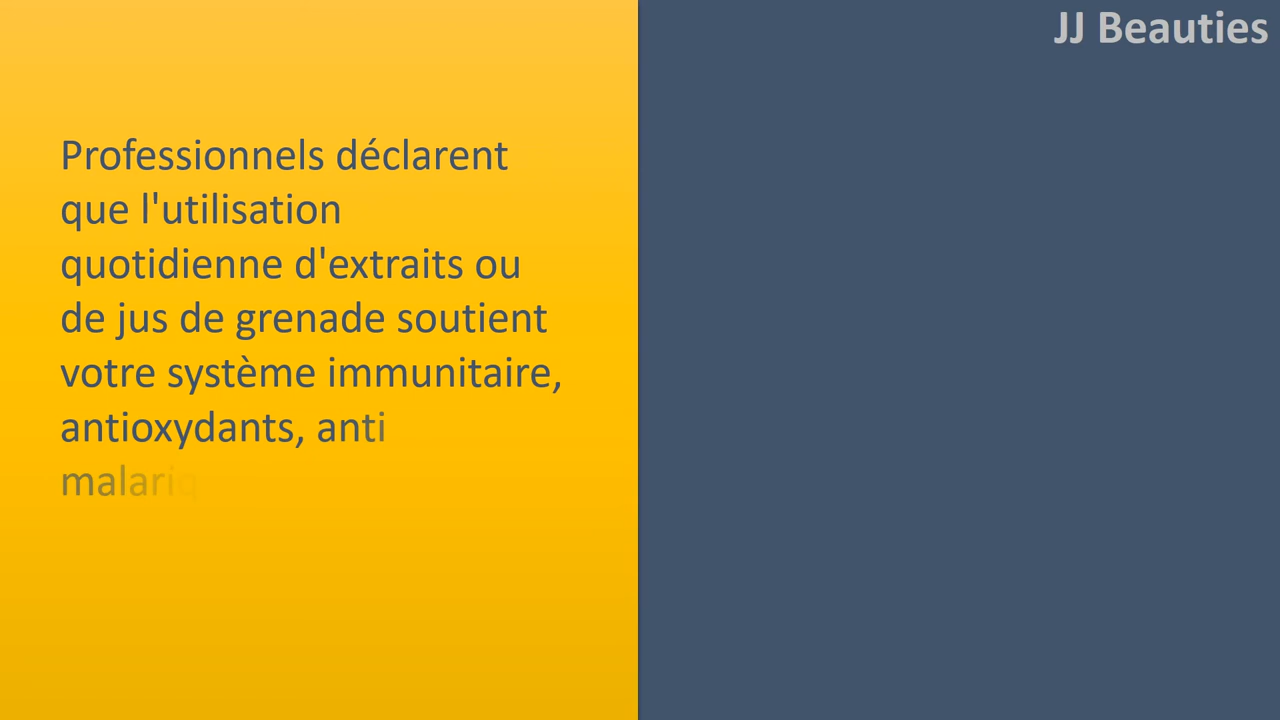 JJ Beauties
Professionnels déclarent
que l'utilisation
quotidienne d'extraits ou
de jus de grenade soutient
votre système immunitaire,
antioxydants, anti